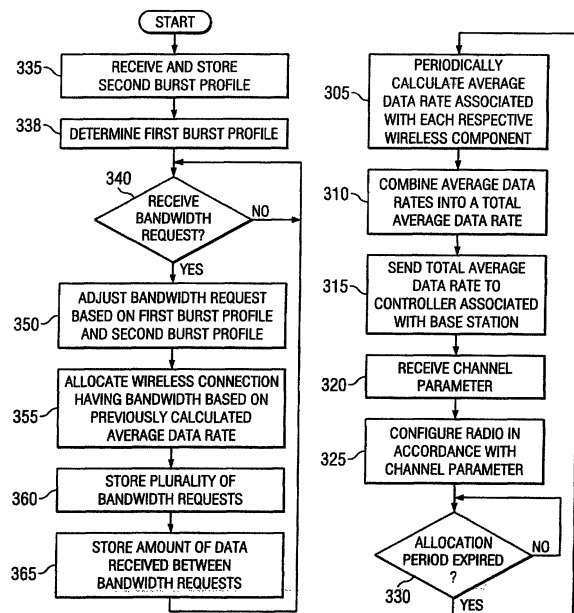 START
335
RECEIVE AND STORE
SECOND BURST PROFILE
338
DETERMINE FIRST BURST PROFILE
340
RECEIVE
BANDWIDTH
REQUEST?
NO
YES
350
ADJUST BANDWIDTH REQUEST
BASED ON FIRST BURST PROFILE
AND SECOND BURST PROFILE
355
ALLOCATE WIRELESS CONNECTION
HAVING BANDWIDTH BASED ON
PREVIOUSLY CALCULATED
AVERAGE DATA RATE
360
STORE PLURALITY OF
BANDWIDTH REQUESTS
365
STORE AMOUNT OF DATA
RECEIVED BETWEEN
BANDWIDTH REQUESTS
305
PERIODICALLY
CALCULATE AVERAGE
DATA RATE ASSOCIATED
WITH EACH RESPECTIVE
WIRELESS COMPONENT
310
COMBINE AVERAGE DATA
RATES INTO A TOTAL
AVERAGE DATA RATE
315
SEND TOTAL AVERAGE
DATA RATE TO
CONTROLLER ASSOCIATED
WITH BASE STATION
320
RECEIVE CHANNEL
PARAMETER
325
CONFIGURE RADIO IN
ACCORDANCE WITH
CHANNEL PARAMETER
ALLOCATION
PERIOD EXPIRED
?
NO
330
YES